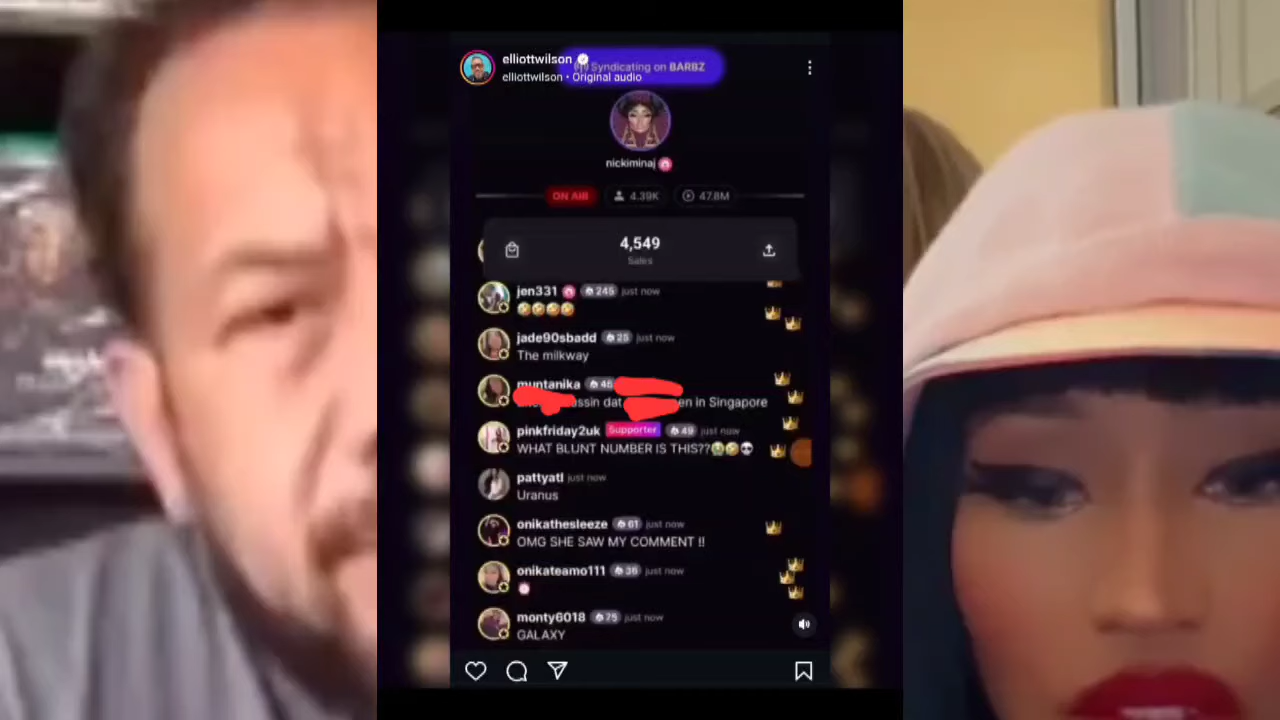 elliottwilson
Syndicating on BARBZ
elliottwilson • Original audio
nickiminaj
ON AIR
4.39K
47.8M
4,549
Sales
jen331 245 just now
🤣🤣🤣🤣
jade90sbadd 25 just now
The milkway
muntanika 46
dat en in Singapore
pinkfriday2uk Supporter 49 just now
WHAT BLUNT NUMBER IS THIS??😭🤣💀
pattyatl just now
Uranus
onikathesleeze 61 just now
OMG SHE SAW MY COMMENT !!
onikateamo111 36 just now
monty6018 75 just now
GALAXY